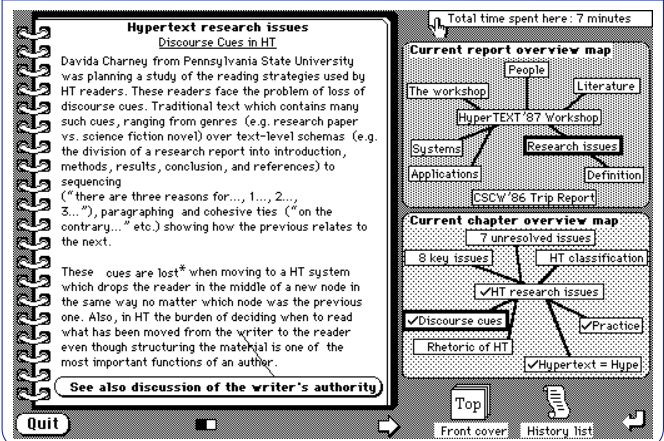 Hypertext research issues
Discourse Cues in HT
Davida Charney from Pennsylvania State University
was planning a study of the reading strategies used by
HT readers. These readers face the problem of loss of
discourse cues. Traditional text which contains many
such cues, ranging from genres (e.g. research paper
vs. science fiction novel) over text-level schemas (e.g.
the division of a research report into introduction,
methods, results, conclusion, and references) to
sequencing
("there are three reasons for..., 1..., 2...,
3..."), paragraphing and cohesive ties ("on the
contrary..." etc.) showing how the previous relates to
the next.
These cues are lost* when moving to a HT system
which drops the reader in the middle of a new node in
the same way no matter which node was the previous
one. Also, in HT the burden of deciding when to read
what has been moved from the writer to the reader
even though structuring the material is one of the
most important functions of an author.
See also discussion of the writer's authority
Quit
Total time spent here: 7 minutes
Current report overview map
People
The workshop
Literature
HyperTEXT'87 Workshop
Systems
Research issues
Applications
Definition
CSCW'86 Trip Report
Current chapter overview map
7 unresolved issues
8 key issues
HT classification
✓HT research issues
✓Discourse cues
✓Practice
Rhetoric of HT
✓Hypertext = Hype
Top
Front cover
History list